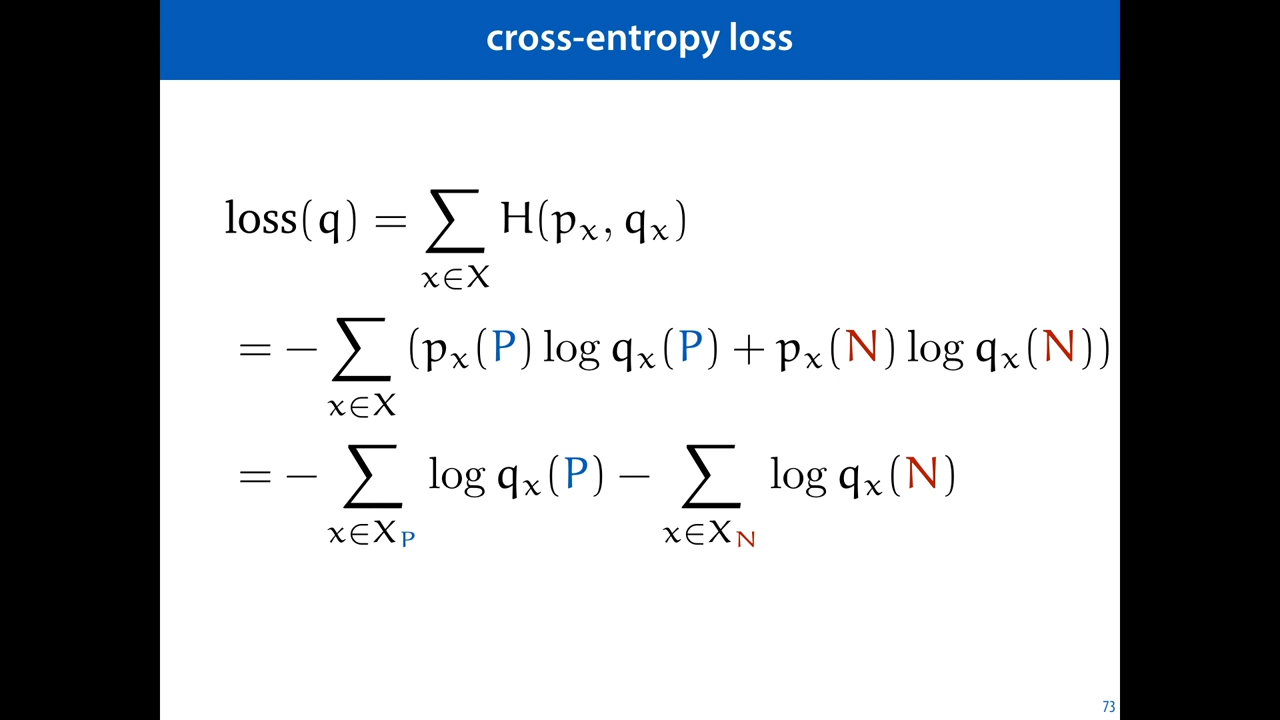 cross-entropy loss
loss(q) = ∑_{x∈X} H(p_x, q_x)
= − ∑_{x∈X} (p_x(P) log q_x(P) + p_x(N) log q_x(N))
= − ∑_{x∈X_P} log q_x(P) − ∑_{x∈X_N} log q_x(N)
73